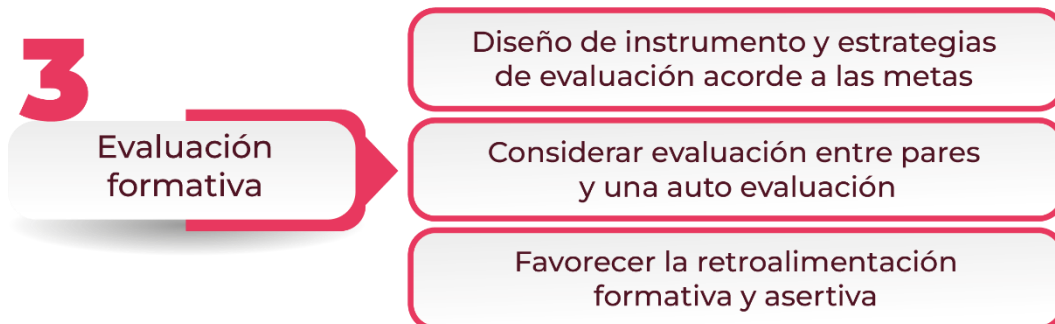 3
Evaluación
formativa
Diseño de instrumento y estrategias
de evaluación acorde a las metas
Considerar evaluación entre pares
y una auto evaluación
Favorecer la retroalimentación
formativa y asertiva